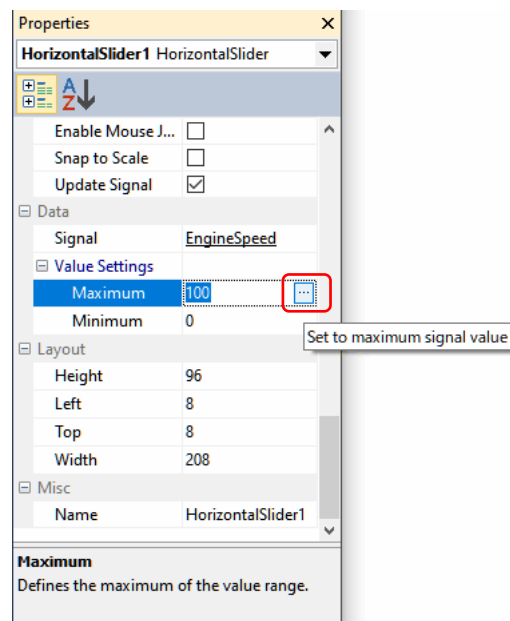 Properties
HorizontalSlider1 HorizontalSlider
A
Z
Enable Mouse J...
Snap to Scale
Update Signal
Data
Signal EngineSpeed
Value Settings
Maximum 100 ...
Minimum 0
Set to maximum signal value
Layout
Height 96
Left 8
Top 8
Width 208
Misc
Name HorizontalSlider1
Maximum
Defines the maximum of the value range.